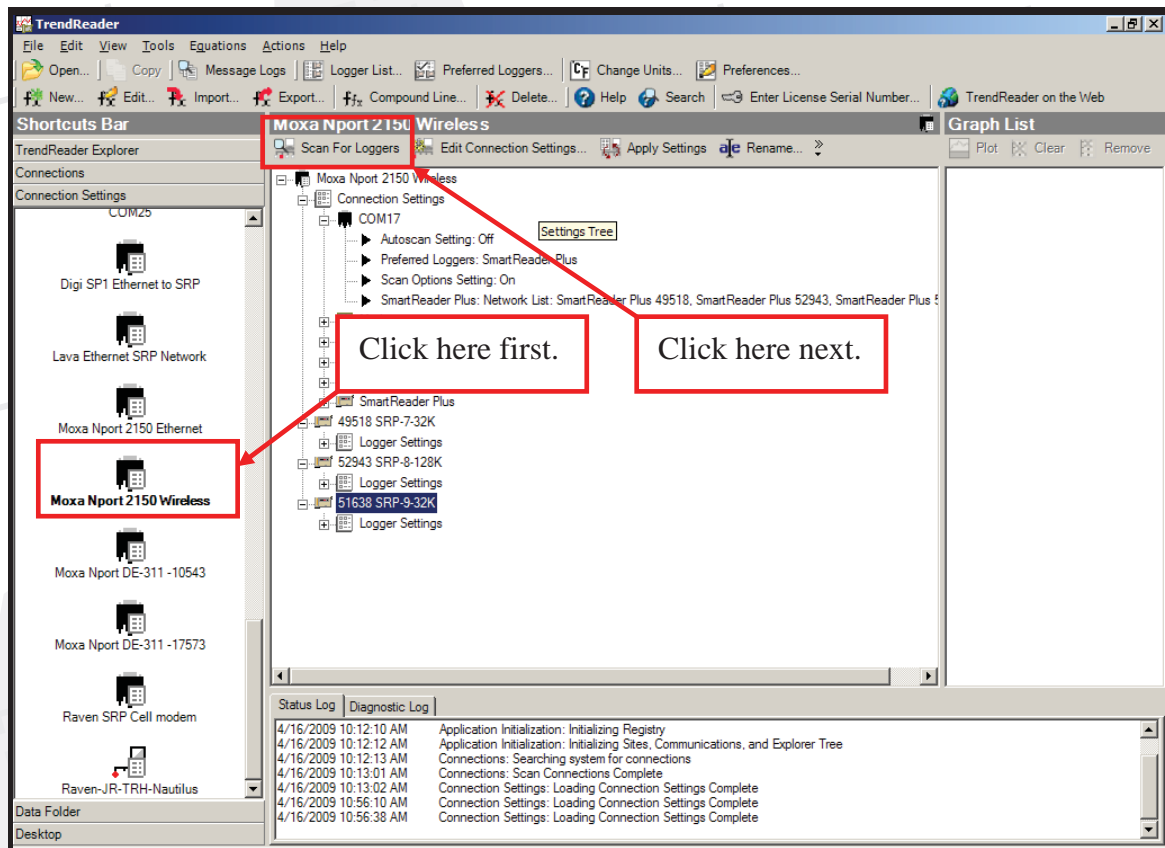 TrendReader
File Edit View Tools Equations Actions Help
Open... Copy Message Logs Logger List... Preferred Loggers... Change Units... Preferences...
New... Edit... Import... Export... Compound Line... Delete... Help Search Enter License Serial Number... TrendReader on the Web
Shortcuts Bar
TrendReader Explorer
Connections
Connection Settings
COM25
Digi SP1 Ethernet to SRP
Lava Ethernet SRP Network
Moxa Nport 2150 Ethernet
Moxa Nport 2150 Wireless
Moxa Nport DE-311 -10543
Moxa Nport DE-311 -17573
Raven SRP Cell modem
Raven-JR-TRH-Nautilus
Data Folder
Desktop
Moxa Nport 2150 Wireless
Scan For Loggers Edit Connection Settings... Apply Settings Rename...
Moxa Nport 2150 Wireless
Connection Settings
COM17
Autoscan Setting: Off
Settings Tree
Preferred Loggers: SmartReader Plus
Scan Options Setting: On
SmartReader Plus: Network List: SmartReader Plus 49518, SmartReader Plus 52943, SmartReader Plus 5
Click here first.
Click here next.
SmartReader Plus
49518 SRP-7-32K
Logger Settings
52943 SRP-8-128K
Logger Settings
51638 SRP-9-32K
Logger Settings
Graph List
Plot Clear Remove
Status Log Diagnostic Log
4/16/2009 10:12:10 AM Application Initialization: Initializing Registry
4/16/2009 10:12:12 AM Application Initialization: Initializing Sites, Communications, and Explorer Tree
4/16/2009 10:12:13 AM Connections: Searching system for connections
4/16/2009 10:13:01 AM Connections: Scan Connections Complete
4/16/2009 10:13:02 AM Connection Settings: Loading Connection Settings Complete
4/16/2009 10:56:10 AM Connection Settings: Loading Connection Settings Complete
4/16/2009 10:56:38 AM Connection Settings: Loading Connection Settings Complete